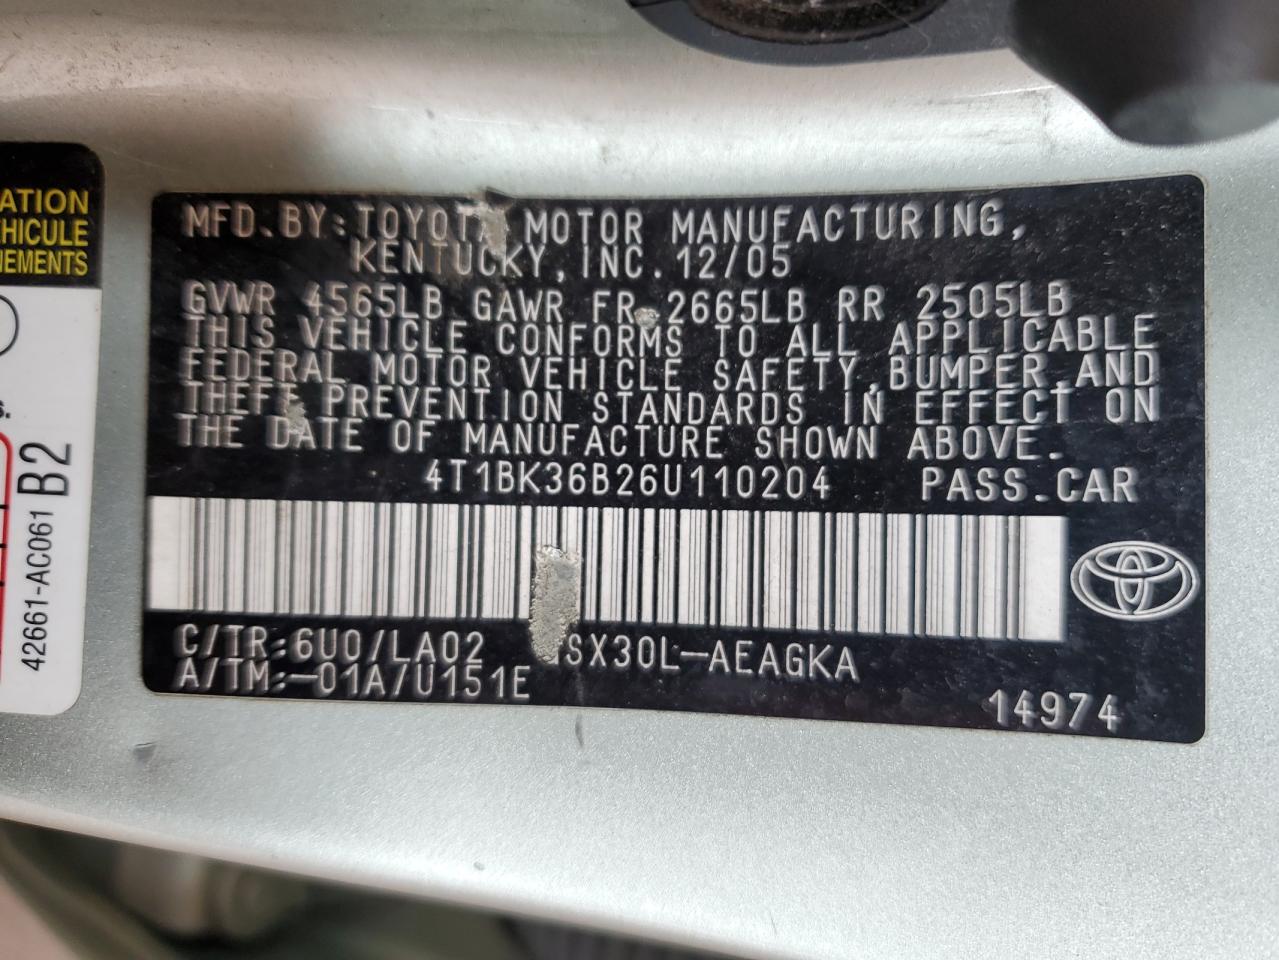 ATION
EHICULE
NEMENTS
42661-AC061 B2
MFD.BY:TOYOTA MOTOR MANUFACTURING,
KENTUCKY,INC.12/05
GVWR 4565LB GAWR FR 2665LB RR 2505LB
THIS VEHICLE CONFORMS TO ALL APPLICABLE
FEDERAL MOTOR VEHICLE SAFETY,BUMPER,AND
THEFT PREVENTION STANDARDS IN EFFECT ON
THE DATE OF MANUFACTURE SHOWN ABOVE.
4T1BK36B26U110204 PASS.CAR
C/TR:6U0/LA02 SX30L-AEAGKA
A/TM:-01A/U151E
14974